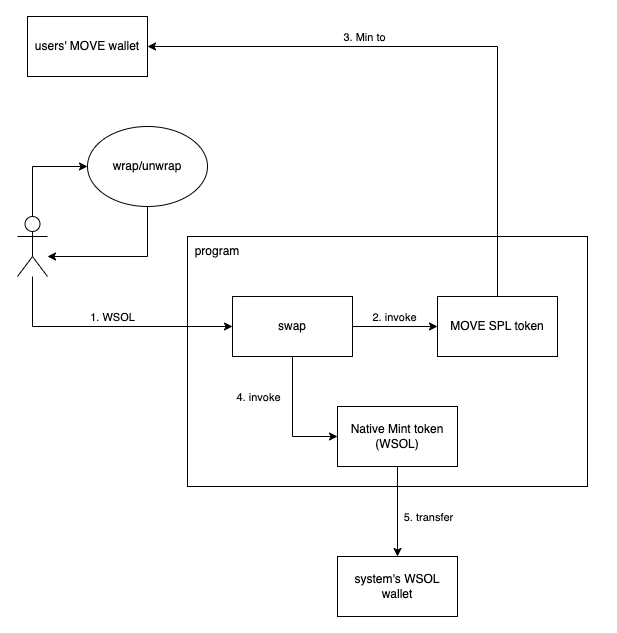 3. Min to
users' MOVE wallet
wrap/unwrap
program
1. WSOL
swap
2. invoke
MOVE SPL token
4. invoke
Native Mint token
(WSOL)
5. transfer
system's WSOL
wallet